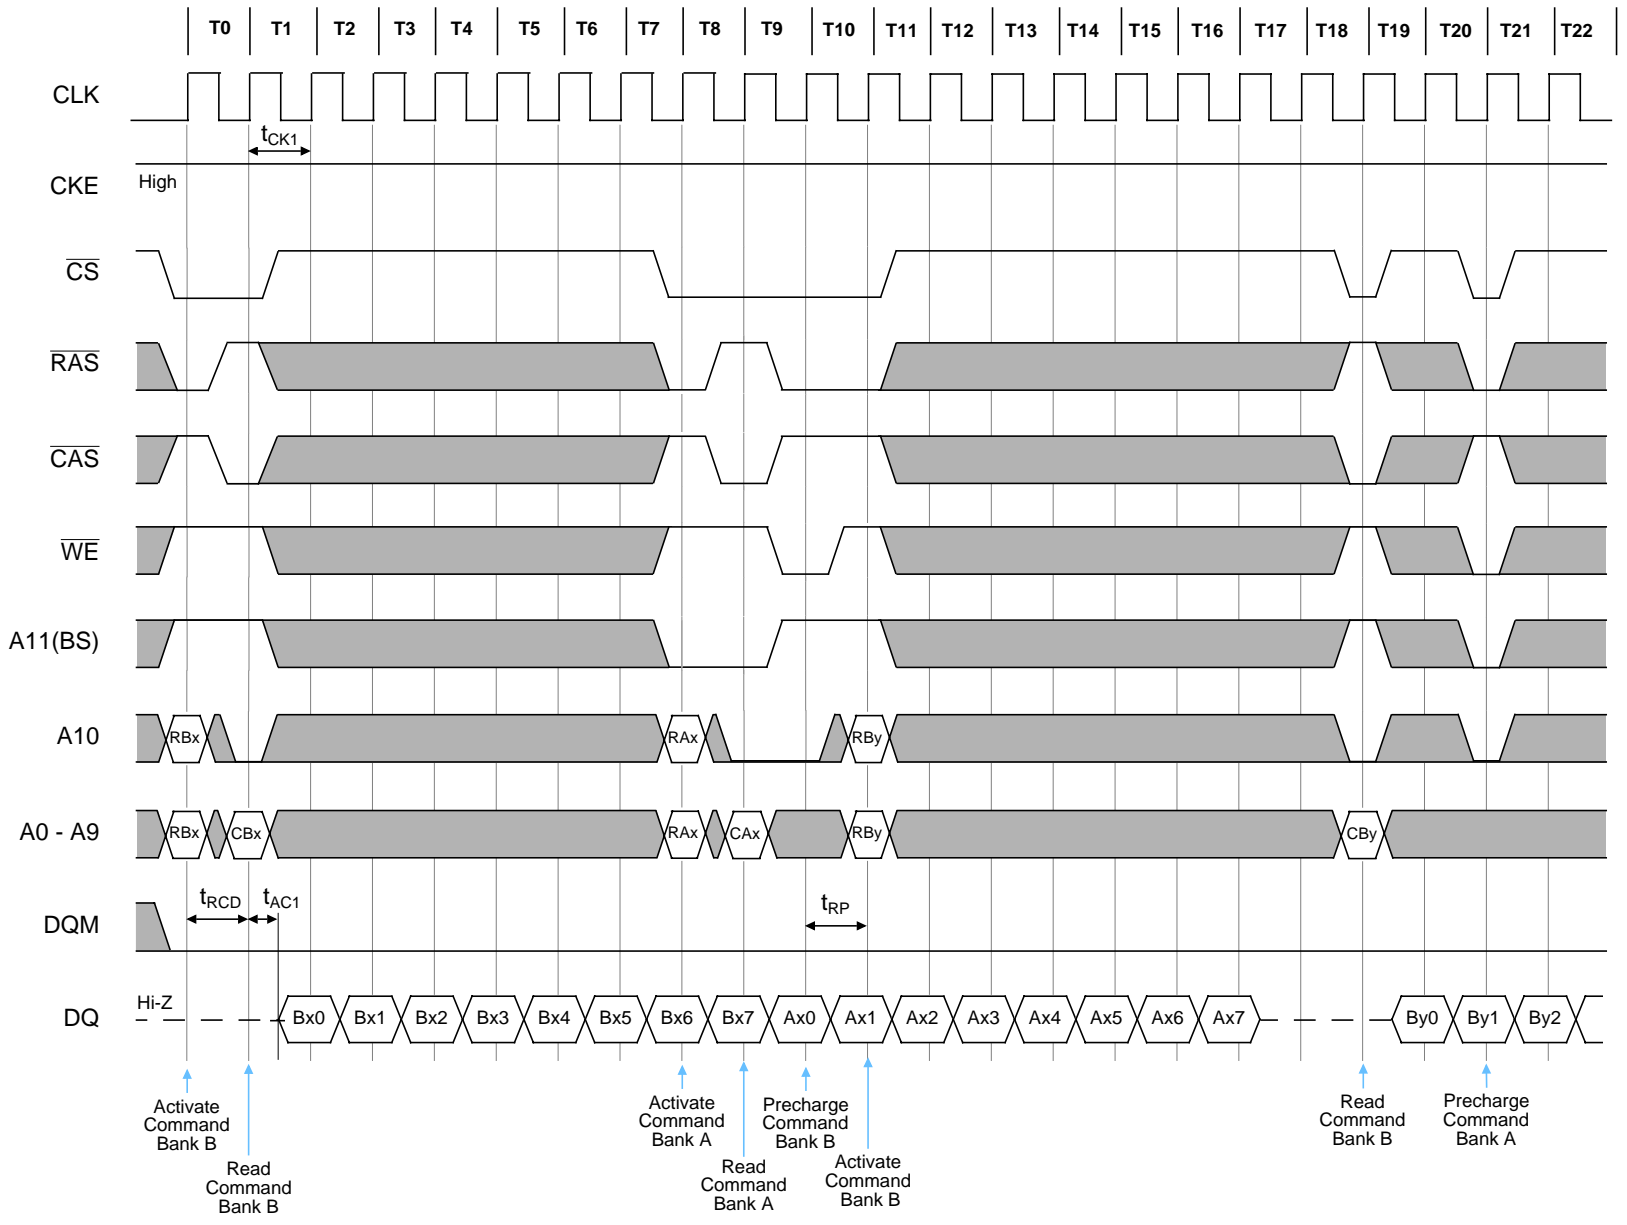 T0 T1 T2 T3 T4 T5 T6 T7 T8 T9 T10 T11 T12 T13 T14 T15 T16 T17 T18 T19 T20 T21 T22
CLK
tCK1
CKE High
CS
RAS
CAS
WE
A11(BS)
A10 RBx RAx RBy
A0 - A9 RBx CBx RAx CAx RBy CBy
DQM tRCD tAC1 tRP
DQ Hi-Z Bx0 Bx1 Bx2 Bx3 Bx4 Bx5 Bx6 Bx7 Ax0 Ax1 Ax2 Ax3 Ax4 Ax5 Ax6 Ax7 By0 By1 By2
Activate
Command
Bank B
Read
Command
Bank B
Activate
Command
Bank A
Read
Command
Bank A
Precharge
Command
Bank B
Activate
Command
Bank B
Read
Command
Bank B
Precharge
Command
Bank A